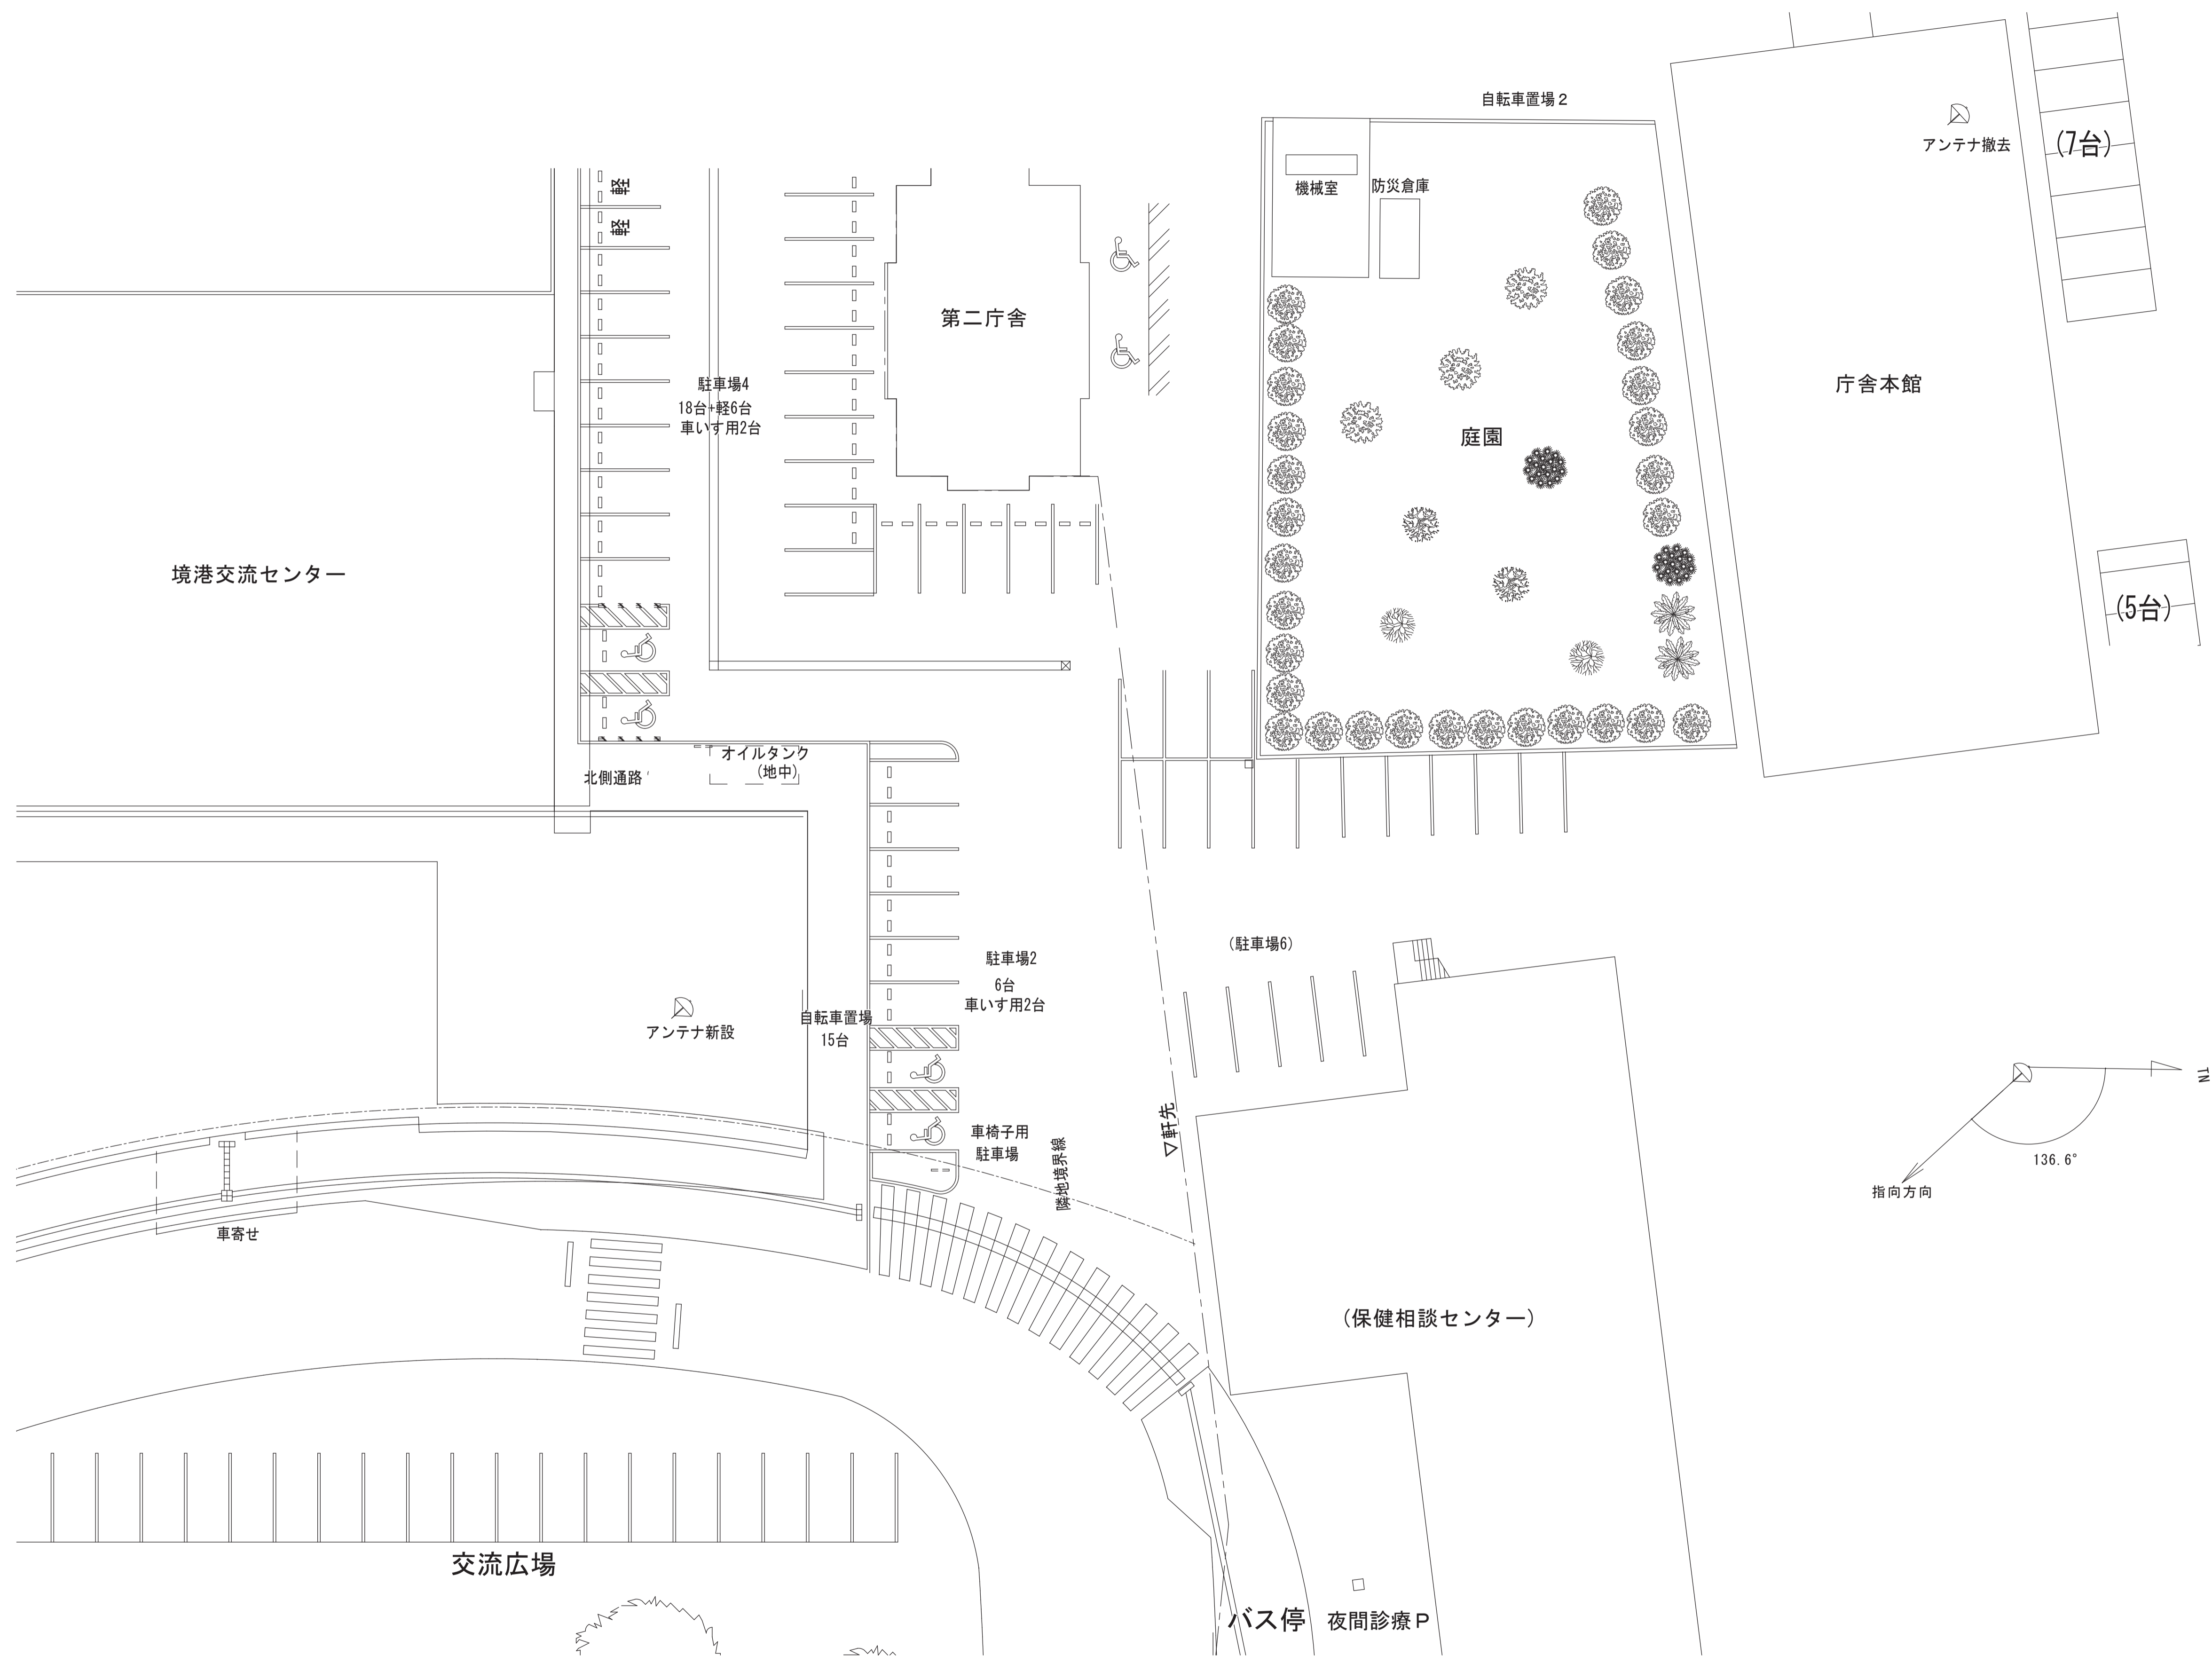 自転車置場2
アンテナ撤去
(7台)
軽
軽
機械室
防災倉庫
第二庁舎
駐車場4
18台+軽6台
車いす用2台
庁舎本館
庭園
境港交流センター
(5台)
オイルタンク
(地中)
北側通路
(駐車場6)
駐車場2
6台
車いす用2台
アンテナ新設
自転車置場
15台
車椅子用
駐車場
隣地境界線
▽軒先
TN
136.6°
指向方向
車寄せ
(保健相談センター)
交流広場
バス停
夜間診療P